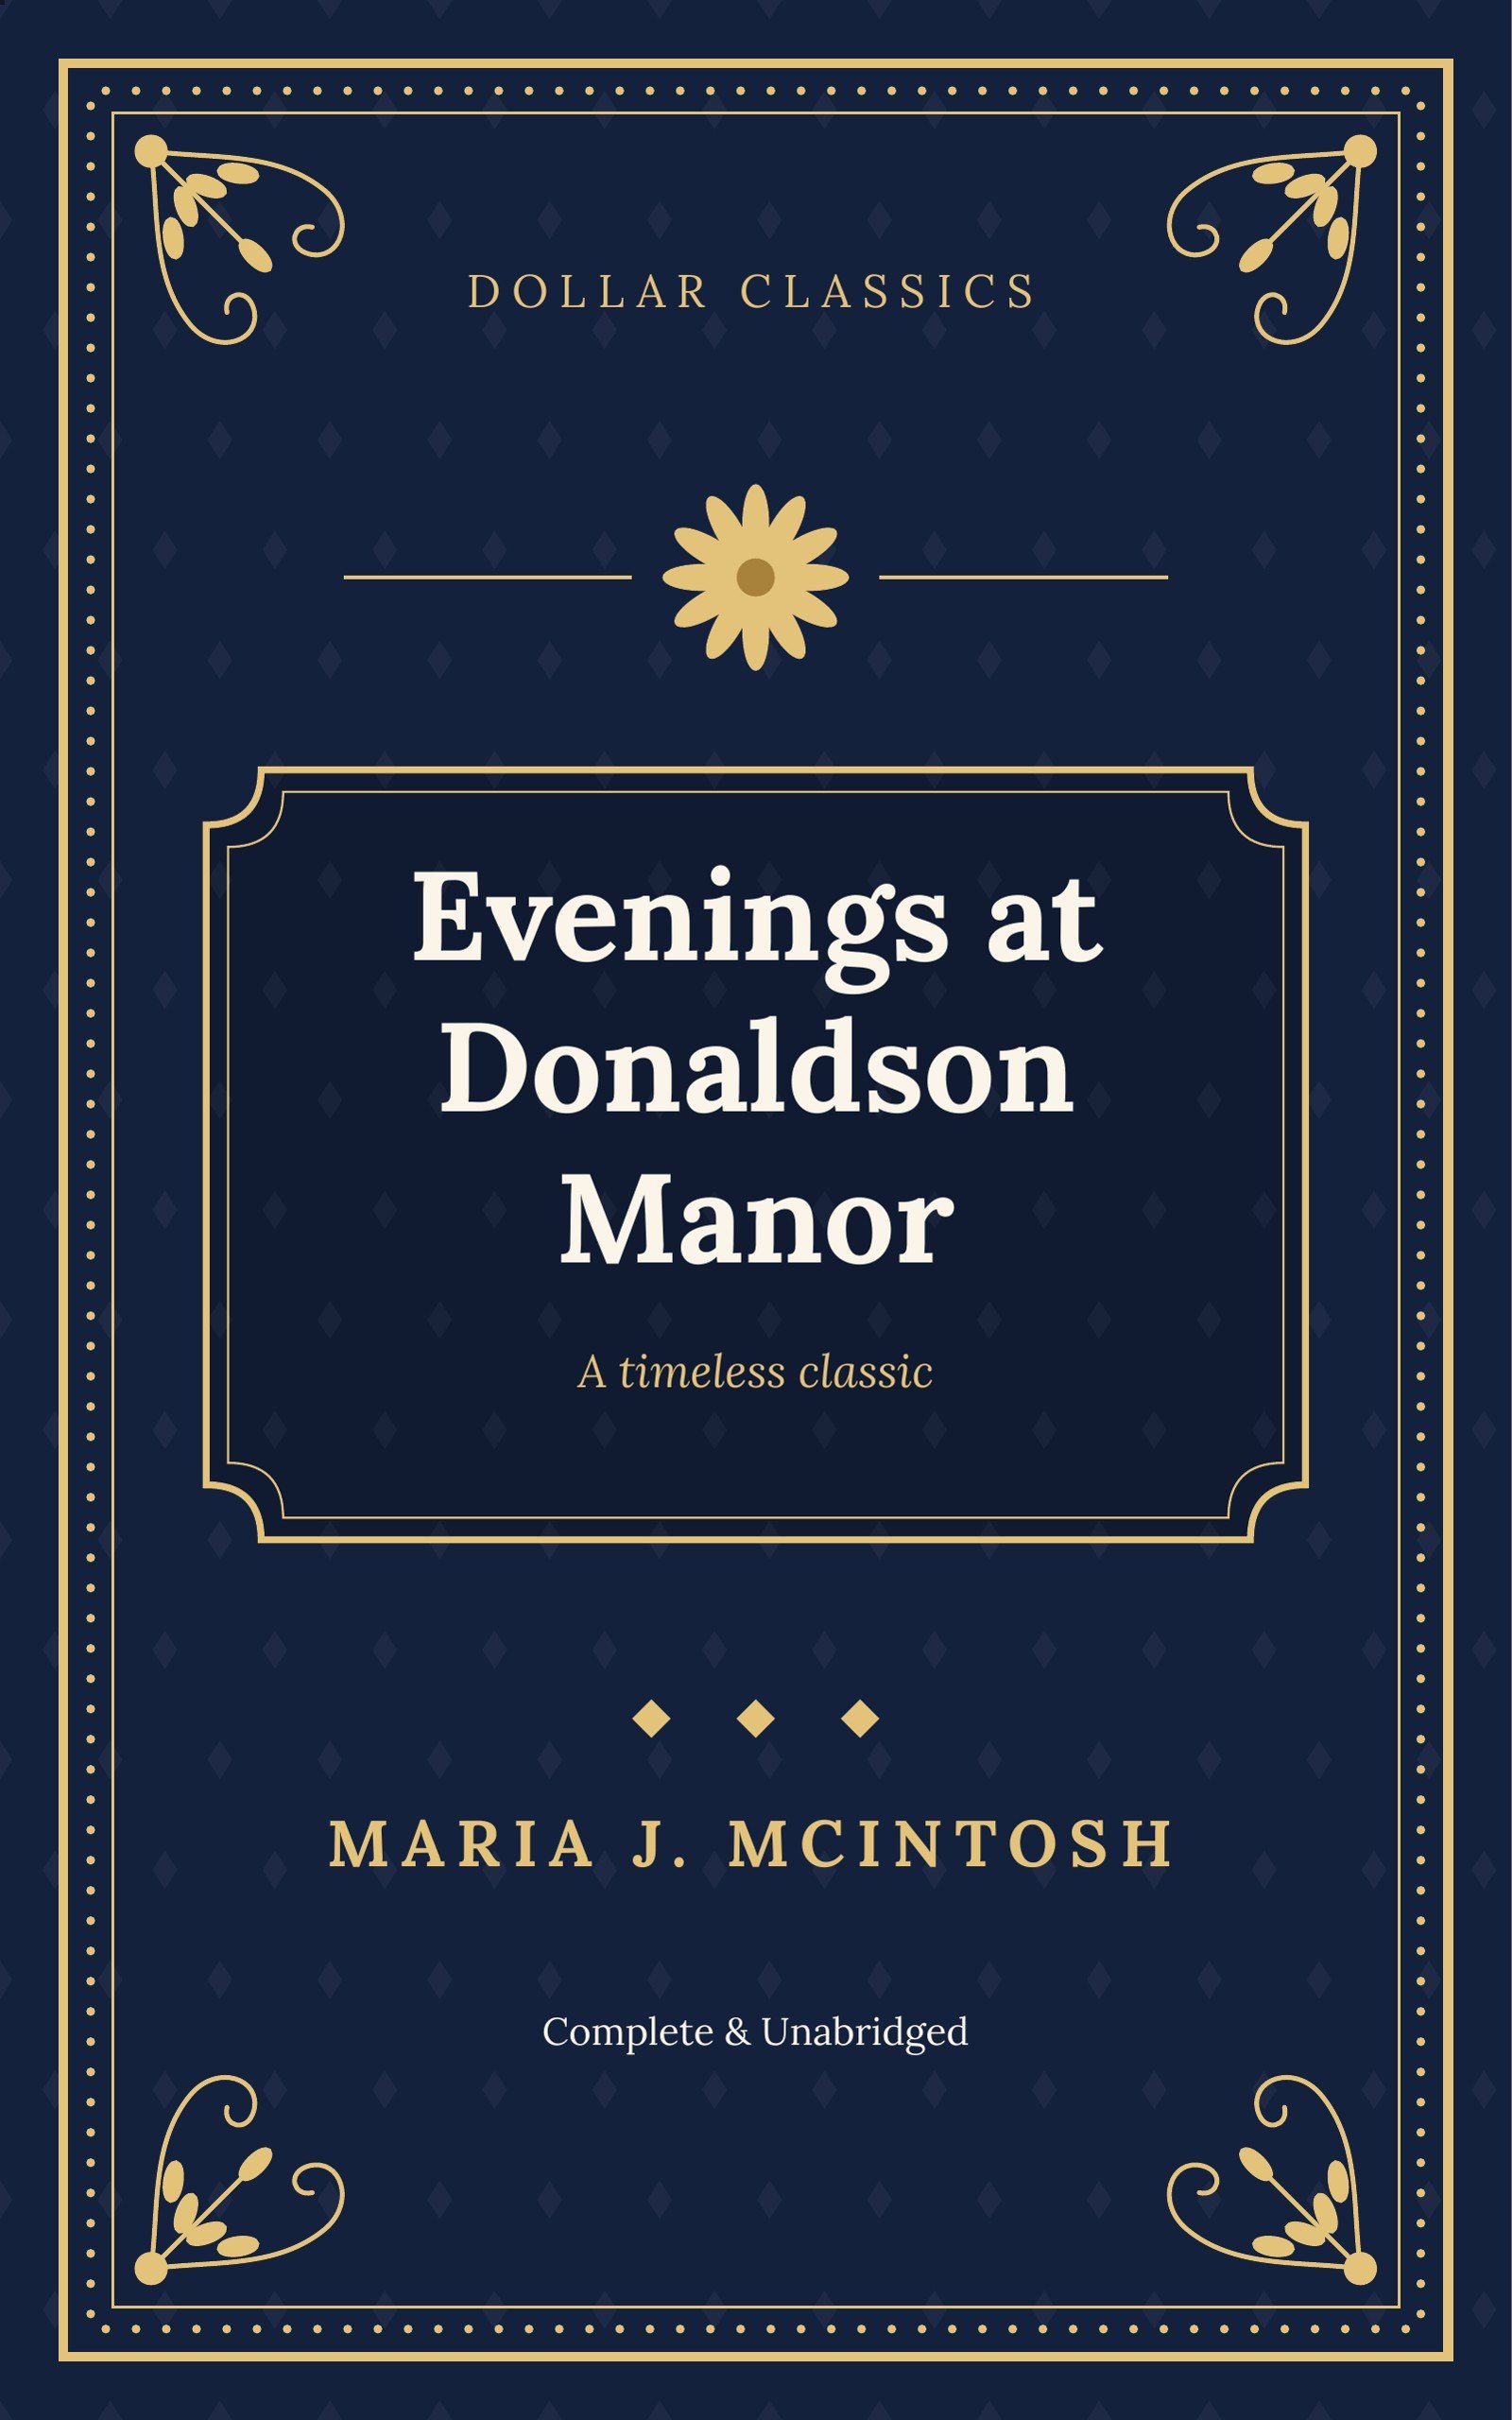 DOLLAR CLASSICS
Evenings at
Donaldson
Manor
A timeless classic
MARIA J. MCINTOSH
Complete & Unabridged